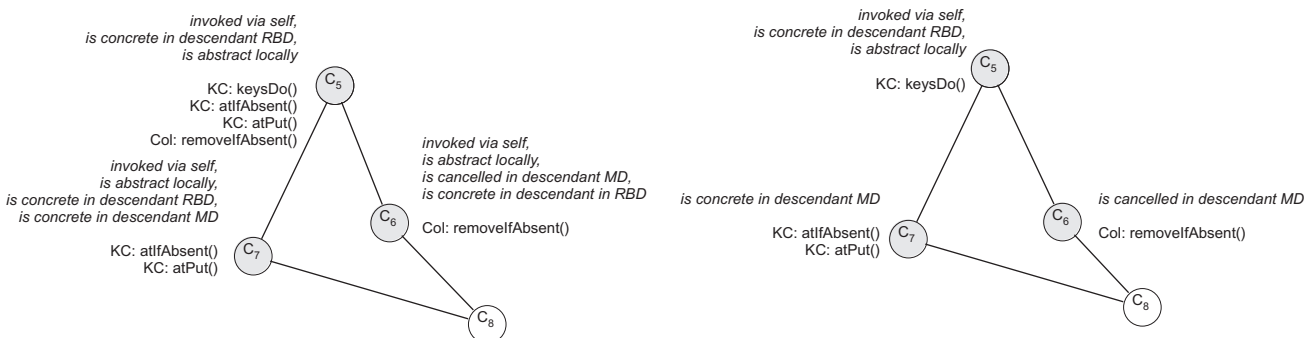 invoked via self,
is concrete in descendant RBD,
is abstract locally
C5
KC: keysDo()
KC: atIfAbsent()
KC: atPut()
Col: removeIfAbsent()
invoked via self,
is abstract locally,
is concrete in descendant RBD,
is concrete in descendant MD
C7
KC: atIfAbsent()
KC: atPut()
invoked via self,
is abstract locally,
is cancelled in descendant MD,
is concrete in descendant in RBD
C6
Col: removeIfAbsent()
C8
invoked via self,
is concrete in descendant RBD,
is abstract locally
C5
KC: keysDo()
is concrete in descendant MD
C7
KC: atIfAbsent()
KC: atPut()
is cancelled in descendant MD
C6
Col: removeIfAbsent()
C8